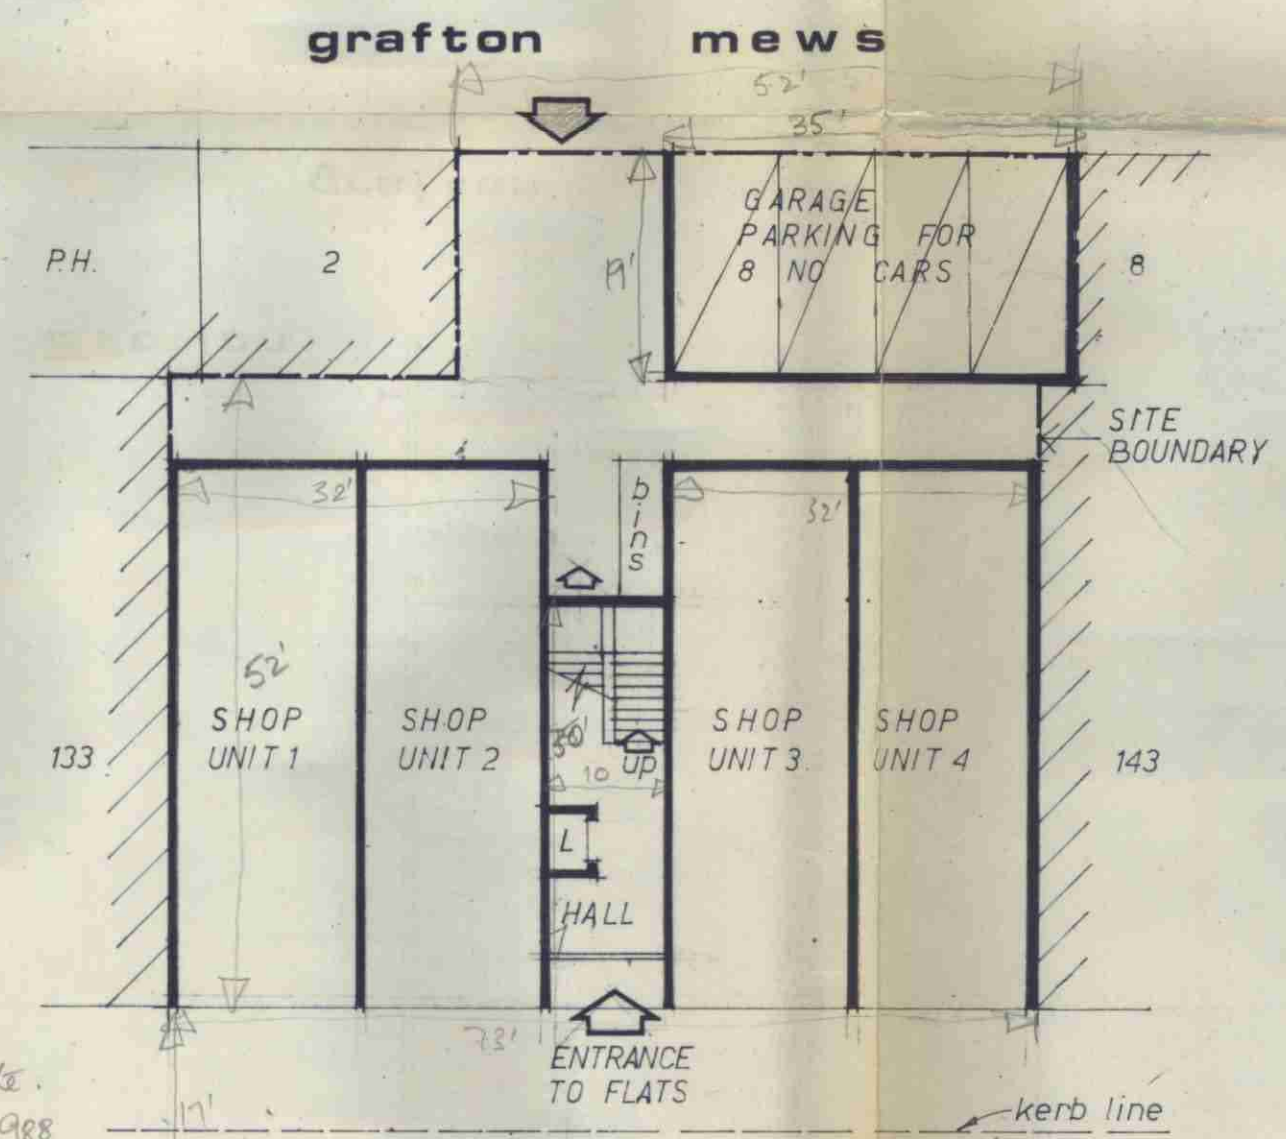 grafton mews
52'
35'
GARAGE
PARKING FOR
8 NO CARS
P.H.
2
19'
8
SITE
BOUNDARY
32'
bins
32'
52'
SHOP
UNIT 1
SHOP
UNIT 2
30'
10
UP
SHOP
UNIT 3.
SHOP
UNIT 4
133
143
L
HALL
73'
ENTRANCE
TO FLATS
17'
kerb line